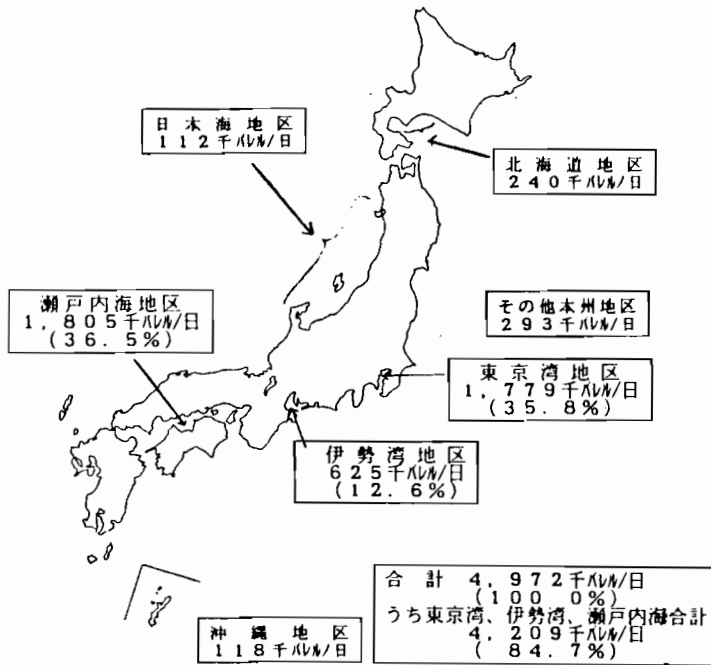 日本海地区
112千バレル/日
北海道地区
240千バレル/日
瀬戸内海地区
1,805千バレル/日
(36.5%)
その他本州地区
293千バレル/日
東京湾地区
1,779千バレル/日
(35.8%)
伊勢湾地区
625千バレル/日
(12.6%)
合計 4,972千バレル/日
(100 0%)
うち東京湾、伊勢湾、瀬戸内海合計
4,209千バレル/日
( 84.7%)
沖縄地区
118千バレル/日